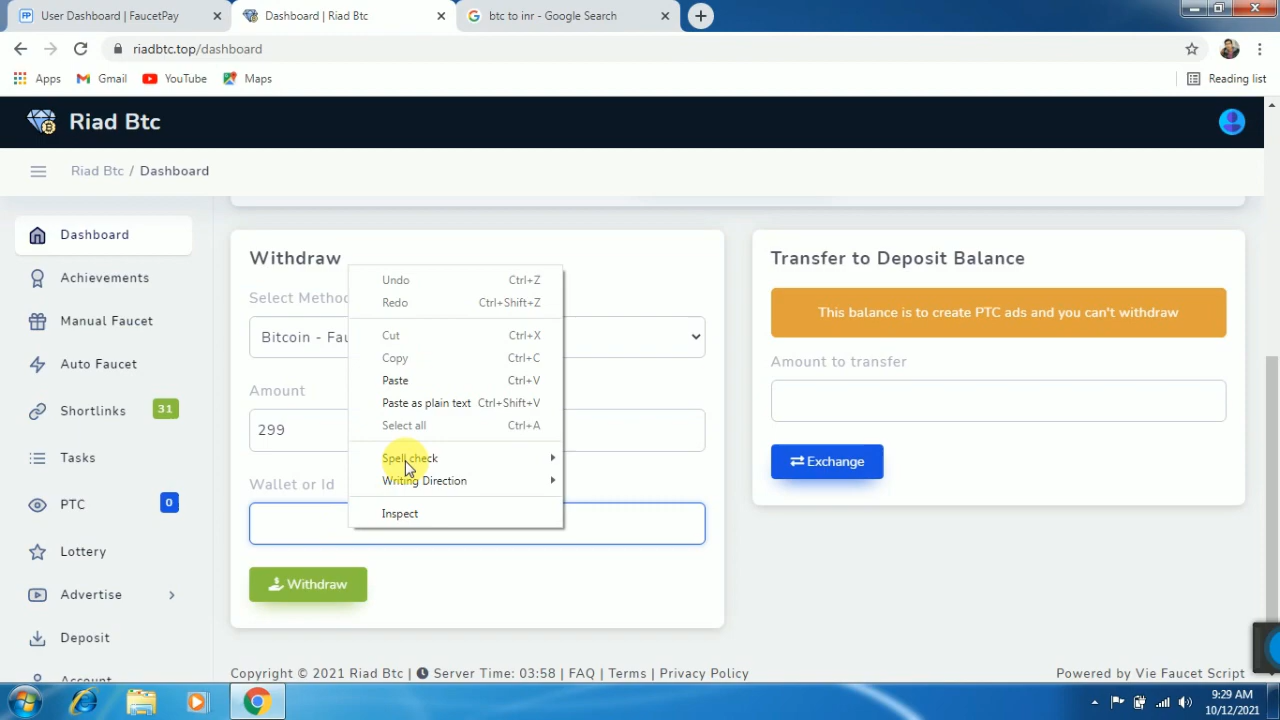 User Dashboard | FaucetPay
Dashboard | Riad Btc
btc to inr - Google Search
riadbtc.top/dashboard
Apps
Gmail
YouTube
Maps
Reading list
Riad Btc
Riad Btc / Dashboard
Dashboard
Achievements
Manual Faucet
Auto Faucet
Shortlinks
31
Tasks
PTC
0
Lottery
Advertise
Deposit
Account
Withdraw
Select Metho
Bitcoin - Fau
Amount
299
Wallet or Id
Withdraw
Undo Ctrl+Z
Redo Ctrl+Shift+Z
Cut Ctrl+X
Copy Ctrl+C
Paste Ctrl+V
Paste as plain text Ctrl+Shift+V
Select all Ctrl+A
Spell check
Writing Direction
Inspect
Transfer to Deposit Balance
This balance is to create PTC ads and you can't withdraw
Amount to transfer
Exchange
Copyright © 2021 Riad Btc | Server Time: 03:58 | FAQ | Terms | Privacy Policy
Powered by Vie Faucet Script
9:29 AM
10/12/2021